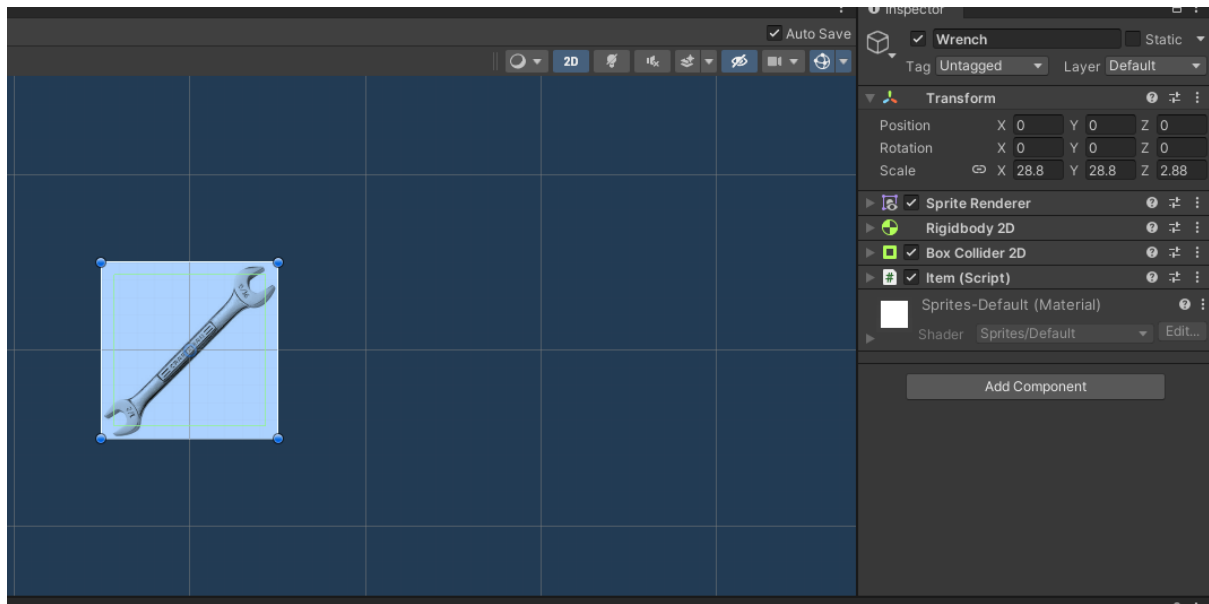 Inspector
Auto Save
Wrench
Static
2D
Tag Untagged Layer Default
Transform
Position X 0 Y 0 Z 0
Rotation X 0 Y 0 Z 0
Scale X 28.8 Y 28.8 Z 2.88
Sprite Renderer
Rigidbody 2D
Box Collider 2D
# Item (Script)
Sprites-Default (Material)
Shader Sprites/Default Edit...
Add Component